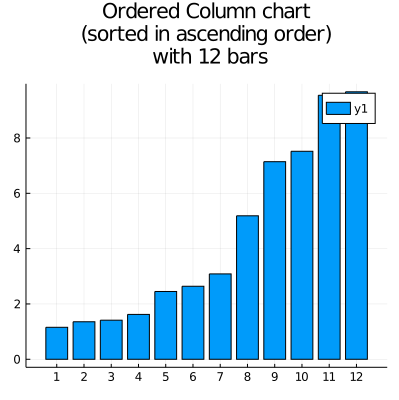 Ordered Column chart
(sorted in ascending order)
with 12 bars
y1
8
6
4
2
0
1 2 3 4 5 6 7 8 9 10 11 12